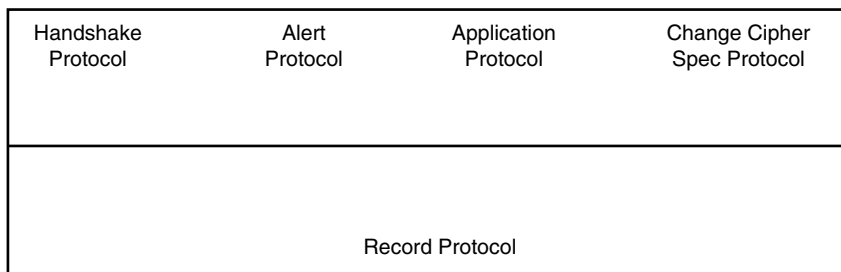 Handshake
Protocol
Alert
Protocol
Application
Protocol
Change Cipher
Spec Protocol
Record Protocol